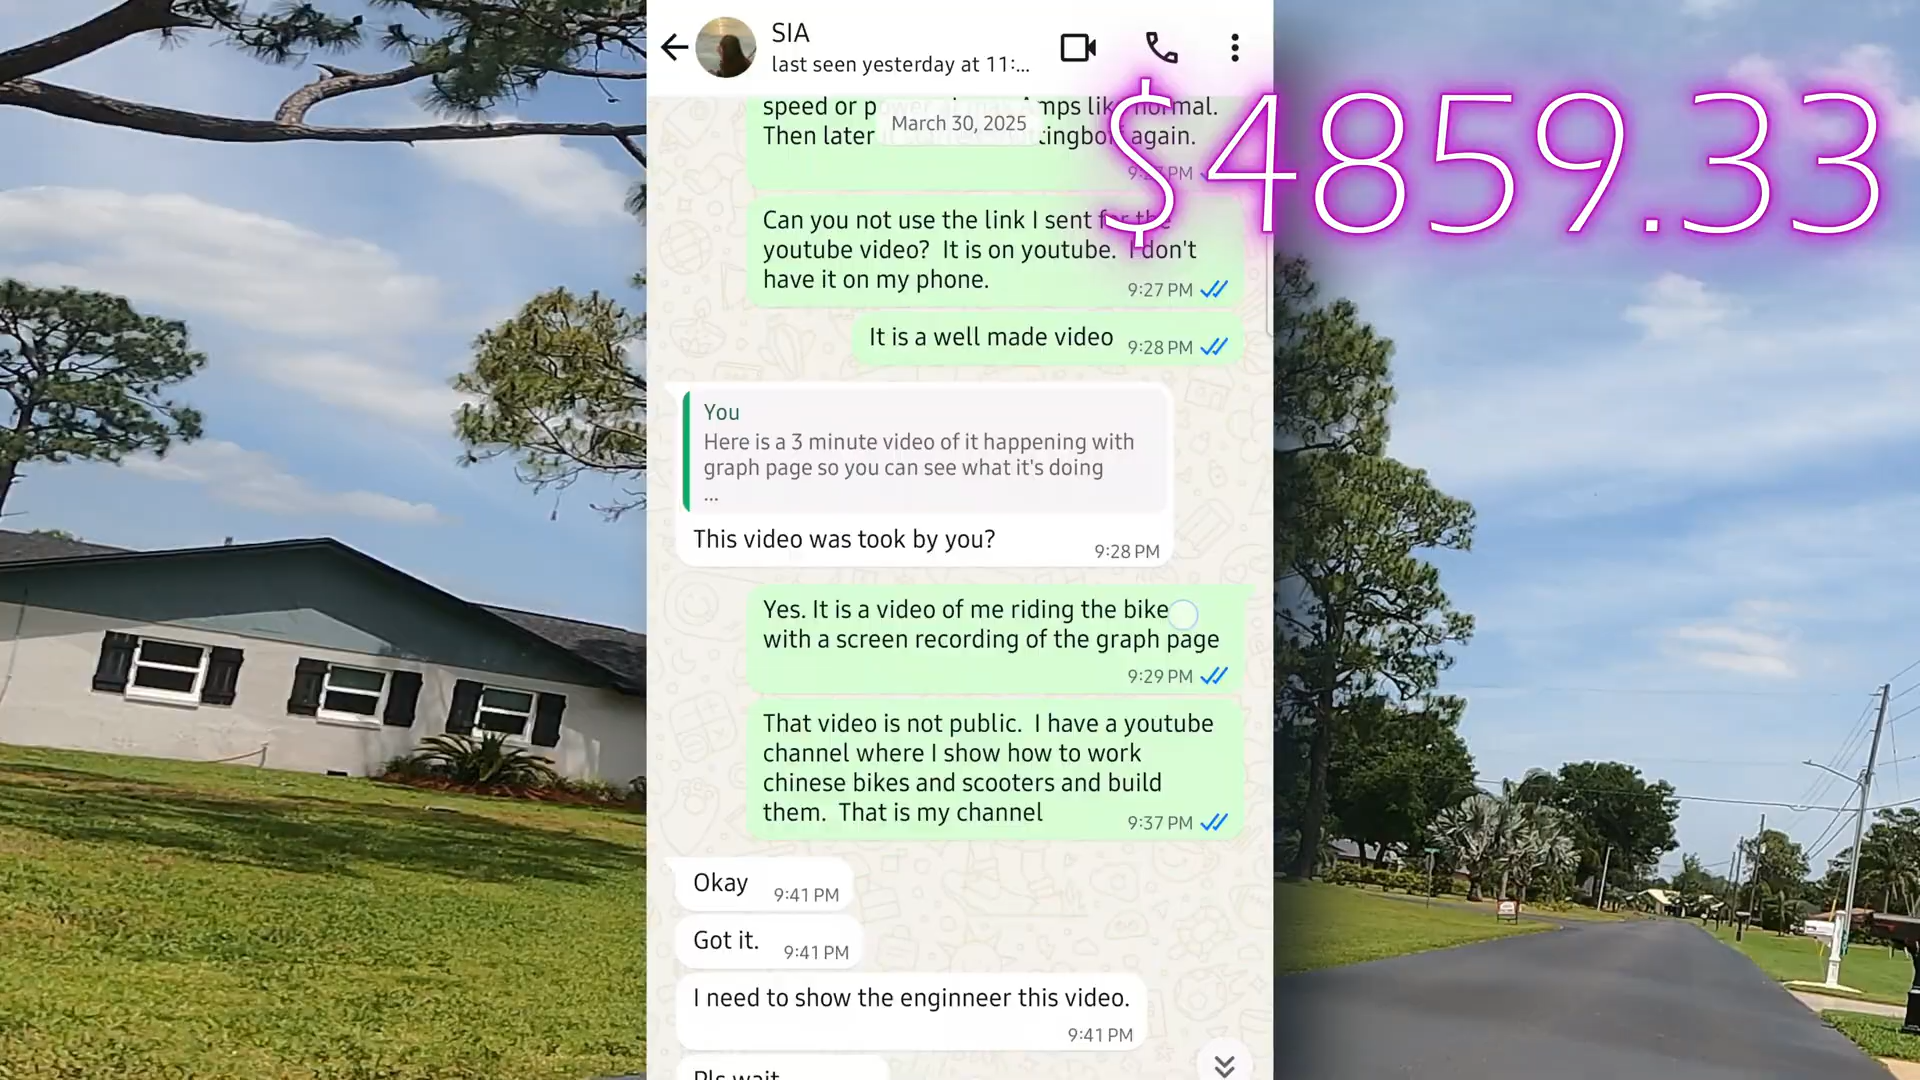 SIA
last seen yesterday at 11:...
$4859.33
speed or Amps like normal.
March 30, 2025
Then later again.
PM
Can you not use the link I sent for the
youtube video? It is on youtube. I don't
have it on my phone.
9:27 PM
It is a well made video
9:28 PM
You
Here is a 3 minute video of it happening with
graph page so you can see what it's doing
...
This video was took by you?
9:28 PM
Yes. It is a video of me riding the bike
with a screen recording of the graph page
9:29 PM
That video is not public. I have a youtube
channel where I show how to work
chinese bikes and scooters and build
them. That is my channel
9:37 PM
Okay
9:41 PM
Got it.
9:41 PM
I need to show the enginneer this video.
9:41 PM
Pls wait